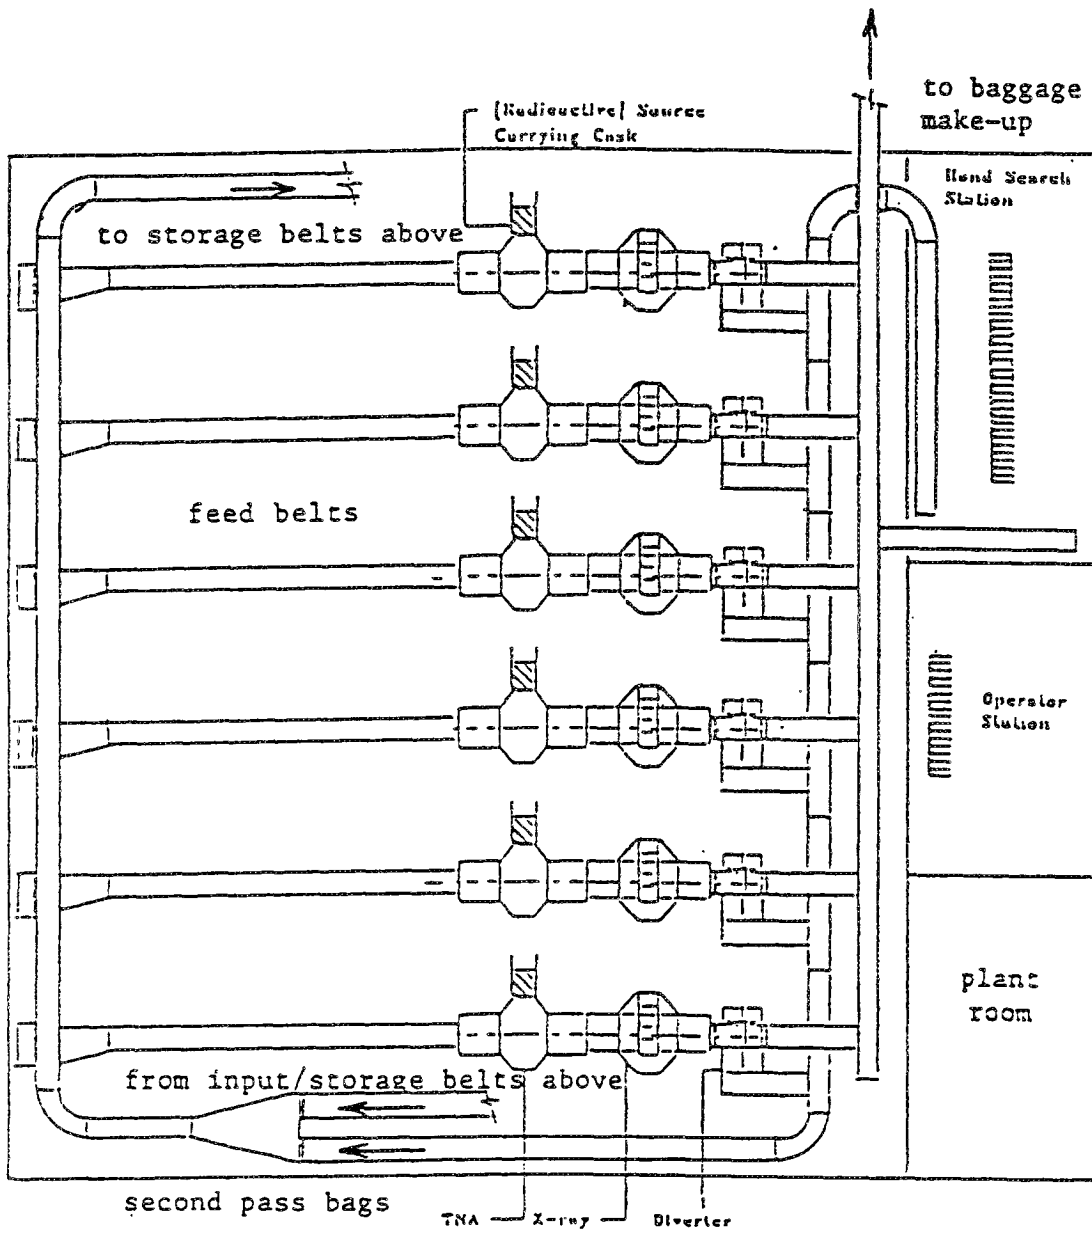 to baggage
make-up
[Radioactive] Source
Carrying Cask
Hand Search
Station
to storage belts above
feed belts
Operator
Station
plant
room
from input/storage belts above
second pass bags
TNA
X-ray
Diverter